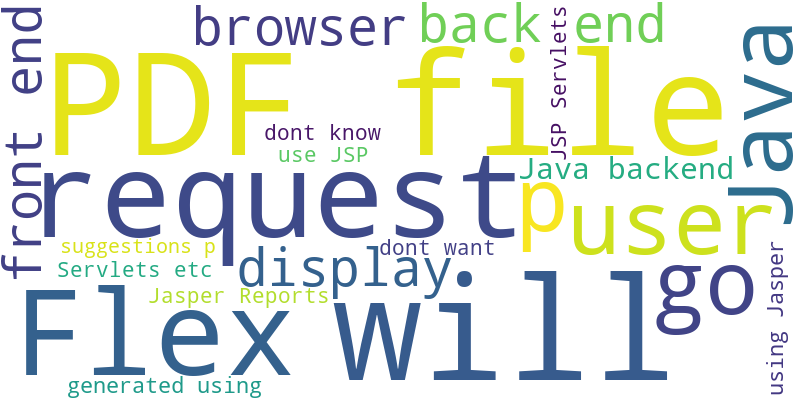 browser
back end
front end
PDF file
JSP Servlets
Java
dont know
use JSP
request
Java backend
p
user
suggestions p
dont want
Servlets etc
display
go
Jasper Reports
using Jasper
Flex
Will
generated using